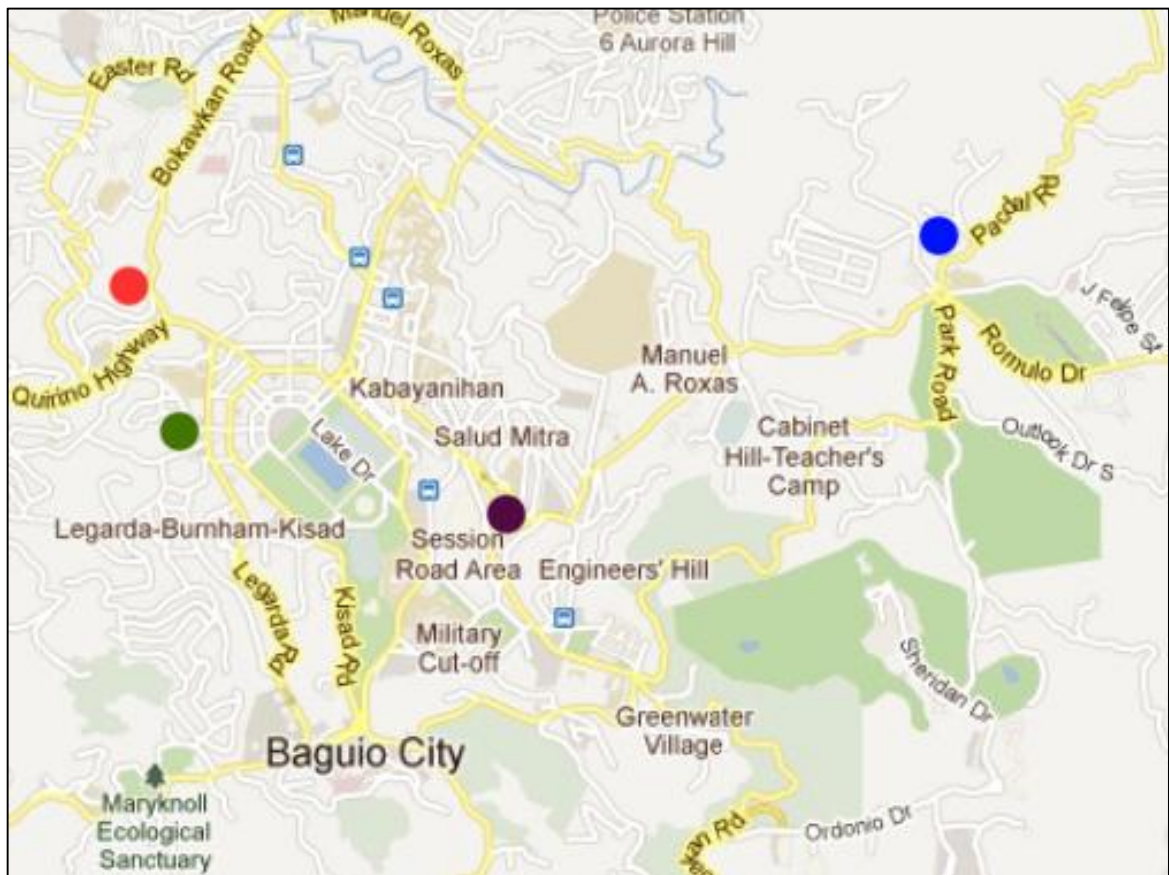 Manuel Roxas
Police Station
6 Aurora Hill
Easter Rd
Bokawkan Road
Pacdal Rd
J Felipe St
Quirino Highway
Manuel
A. Roxas
Park Road
Romulo Dr
Kabayanihan
Lake Dr
Salud Mitra
Cabinet
Hill-Teacher's
Camp
Outlook Dr S
Legarda-Burnham-Kisad
Session
Road Area
Engineers' Hill
Legarda Rd
Kisad Rd
Military
Cut-off
Sheridan Dr
Greenwater
Village
Baguio City
Maryknoll
Ecological
Sanctuary
Ordonio Dr
kan Rd